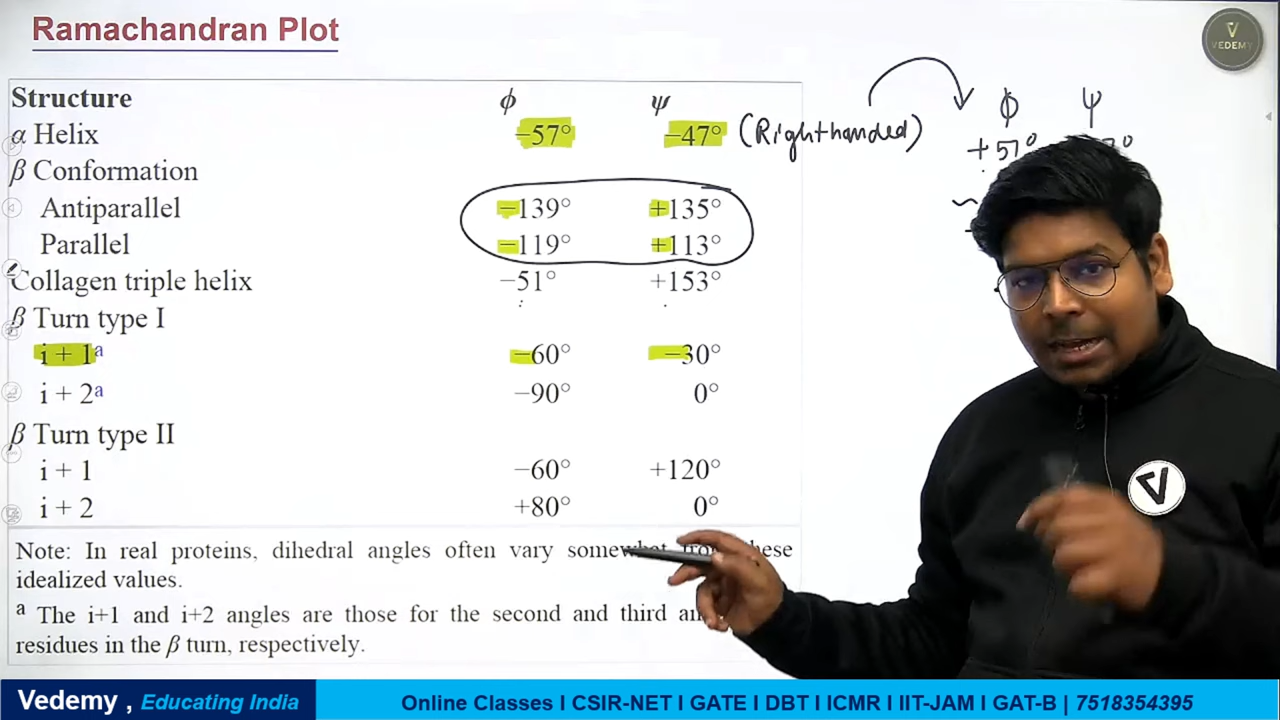 Ramachandran Plot
VEDEMY
Structure ϕ ψ
α Helix −57° −47° (Righthanded) ϕ ψ
+57°
β Conformation
Antiparallel −139° +135°
Parallel −119° +113°
Collagen triple helix −51° +153°
β Turn type I
i + 1ᵃ −60° −30°
i + 2ᵃ −90° 0°
β Turn type II
i + 1 −60° +120°
i + 2 +80° 0°
Note: In real proteins, dihedral angles often vary somewhat from these
idealized values.
ᵃ The i+1 and i+2 angles are those for the second and third
residues in the β turn, respectively.
Vedemy , Educating India
Online Classes I CSIR-NET I GATE I DBT I ICMR I IIT-JAM I GAT-B | 7518354395